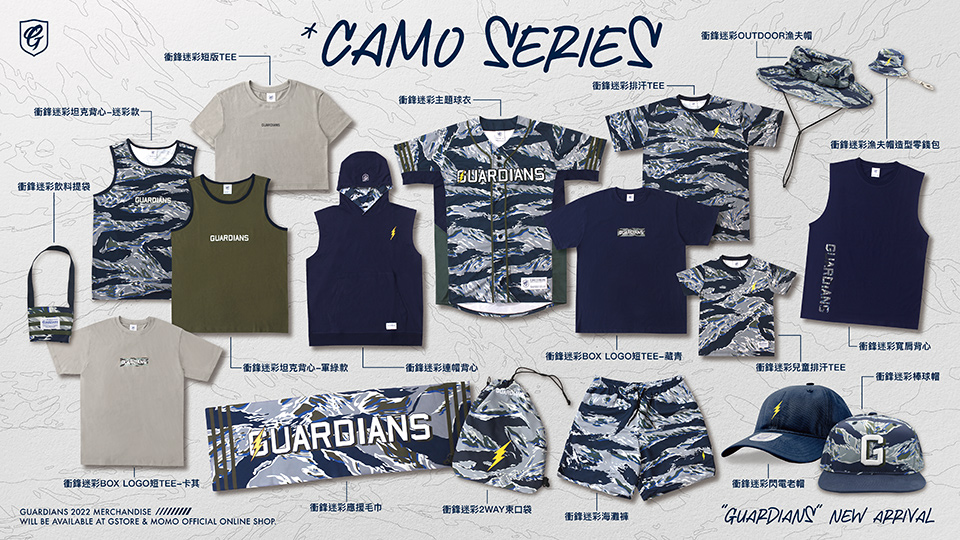 G
*CAMO SERIES
衝鋒迷彩短版TEE
衝鋒迷彩OUTDOOR漁夫帽
衝鋒迷彩坦克背心-迷彩款
衝鋒迷彩主題球衣
衝鋒迷彩排汗TEE
衝鋒迷彩漁夫帽造型零錢包
衝鋒迷彩飲料提袋
GUARDIANS
GUARDIANS
GUARDIANS
GUARDIANS
GUARDIANS
衝鋒迷彩坦克背心-軍綠款
衝鋒迷彩連帽背心
衝鋒迷彩BOX LOGO短TEE-藏青
衝鋒迷彩兒童排汗TEE
衝鋒迷彩寬肩背心
衝鋒迷彩棒球帽
GUARDIANS
GUARDIANS
G
衝鋒迷彩BOX LOGO短TEE-卡其
衝鋒迷彩應援毛巾
衝鋒迷彩2WAY束口袋
衝鋒迷彩海灘褲
衝鋒迷彩閃電老帽
GUARDIANS 2022 MERCHANDISE /////////
WILL BE AVAILABLE AT GSTORE & MOMO OFFICIAL ONLINE SHOP.
"GUARDIANS" NEW ARRIVAL